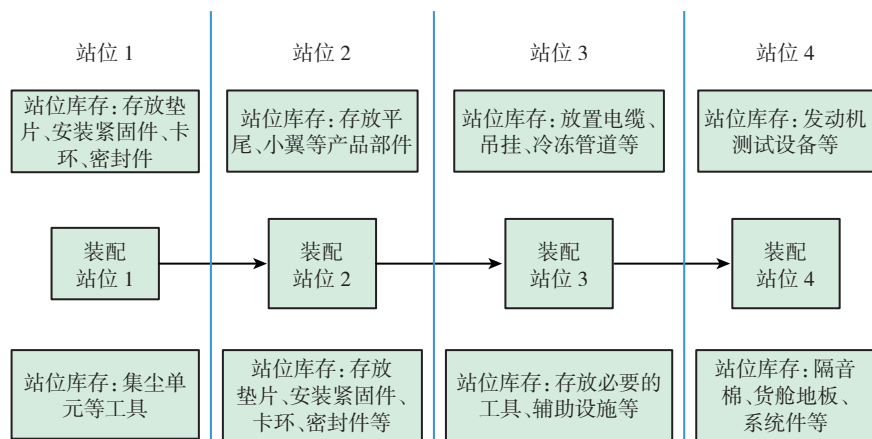 站位 1
站位 2
站位 3
站位 4
站位库存:存放垫
片、安装紧固件、卡
环、密封件
站位库存:存放平
尾、小翼等产品部件
站位库存:放置电缆、
吊挂、冷冻管道等
站位库存:发动机
测试设备等
装配
站位 1
装配
站位 2
装配
站位 3
装配
站位 4
站位库存:集尘单
元等工具
站位库存:存放
垫片、安装紧固件、
卡环、密封件等
站位库存:存放必要的
工具、辅助设施等
站位库存:隔音
棉、货舱地板、
系统件等